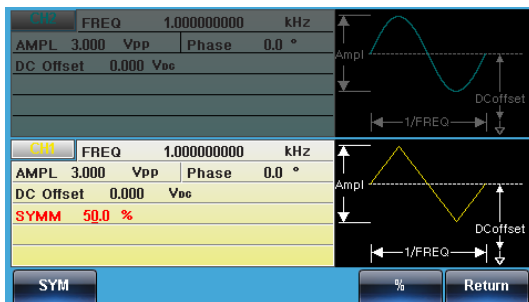 CH2 FREQ 1.000000000 kHz
AMPL 3.000 Vpp Phase 0.0 °
DC Offset 0.000 VDC
Ampl
DCoffset
1/FREQ
CH1 FREQ 1.000000000 kHz
AMPL 3.000 Vpp Phase 0.0 °
DC Offset 0.000 VDC
SYMM 50.0 %
Ampl
DCoffset
1/FREQ
SYM % Return